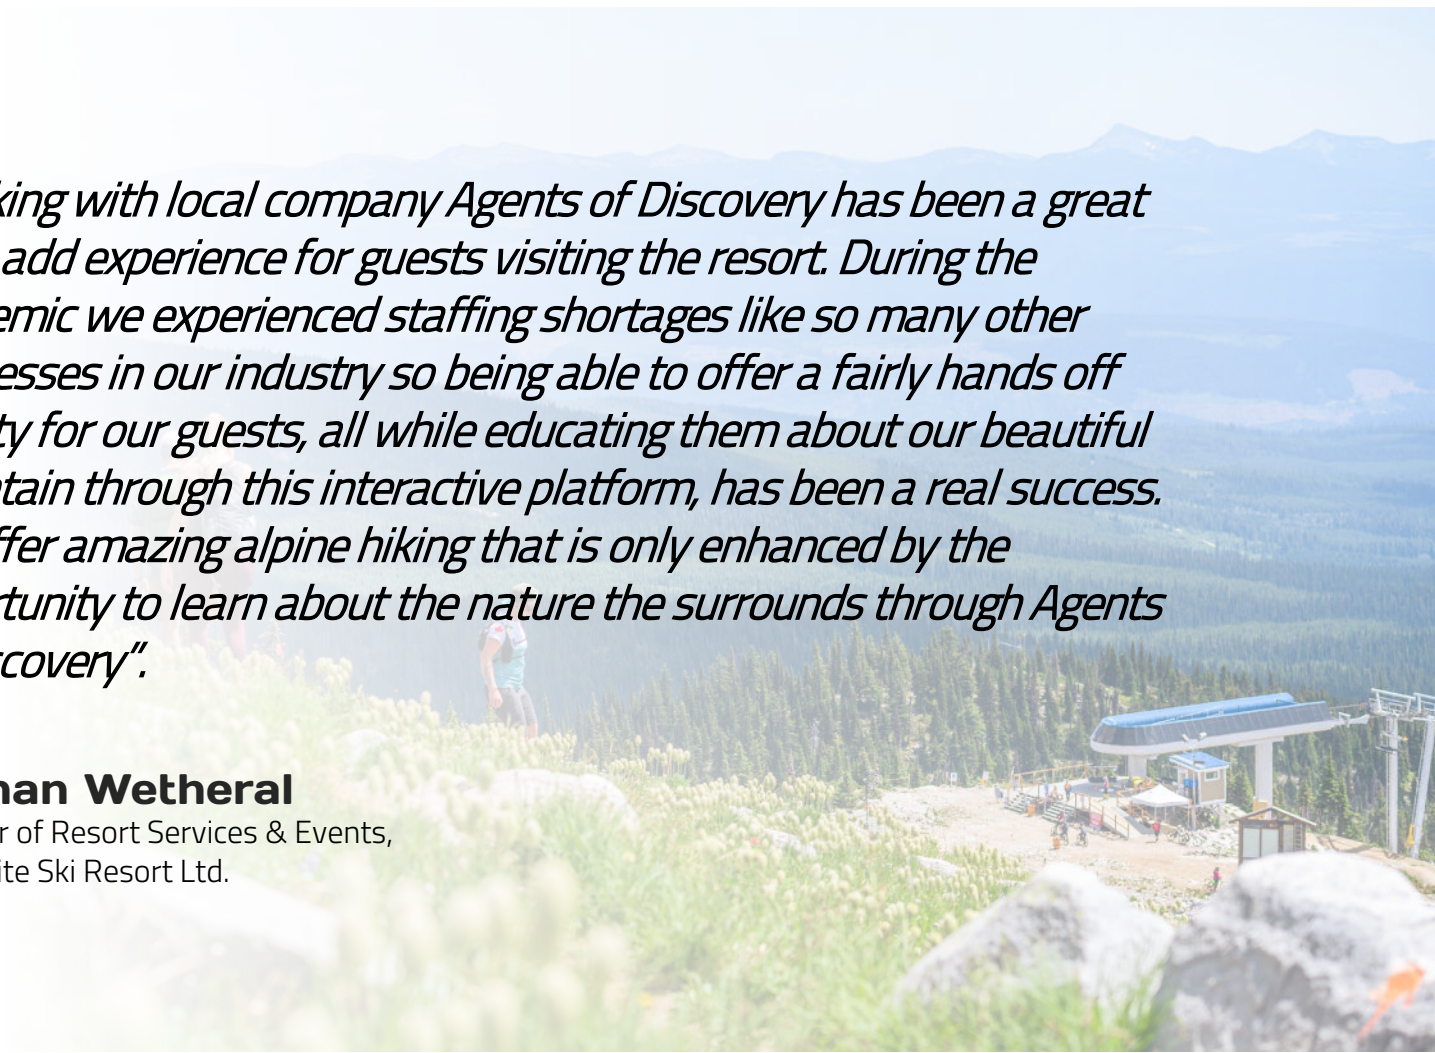 king with local company Agents of Discovery has been a great
add experience for guests visiting the resort. During the
emic we experienced staffing shortages like so many other
esses in our industry so being able to offer a fairly hands off
ty for our guests, all while educating them about our beautiful
tain through this interactive platform, has been a real success.
ffer amazing alpine hiking that is only enhanced by the
rtunity to learn about the nature the surrounds through Agents
covery”.
nan Wetheral
r of Resort Services & Events,
ite Ski Resort Ltd.